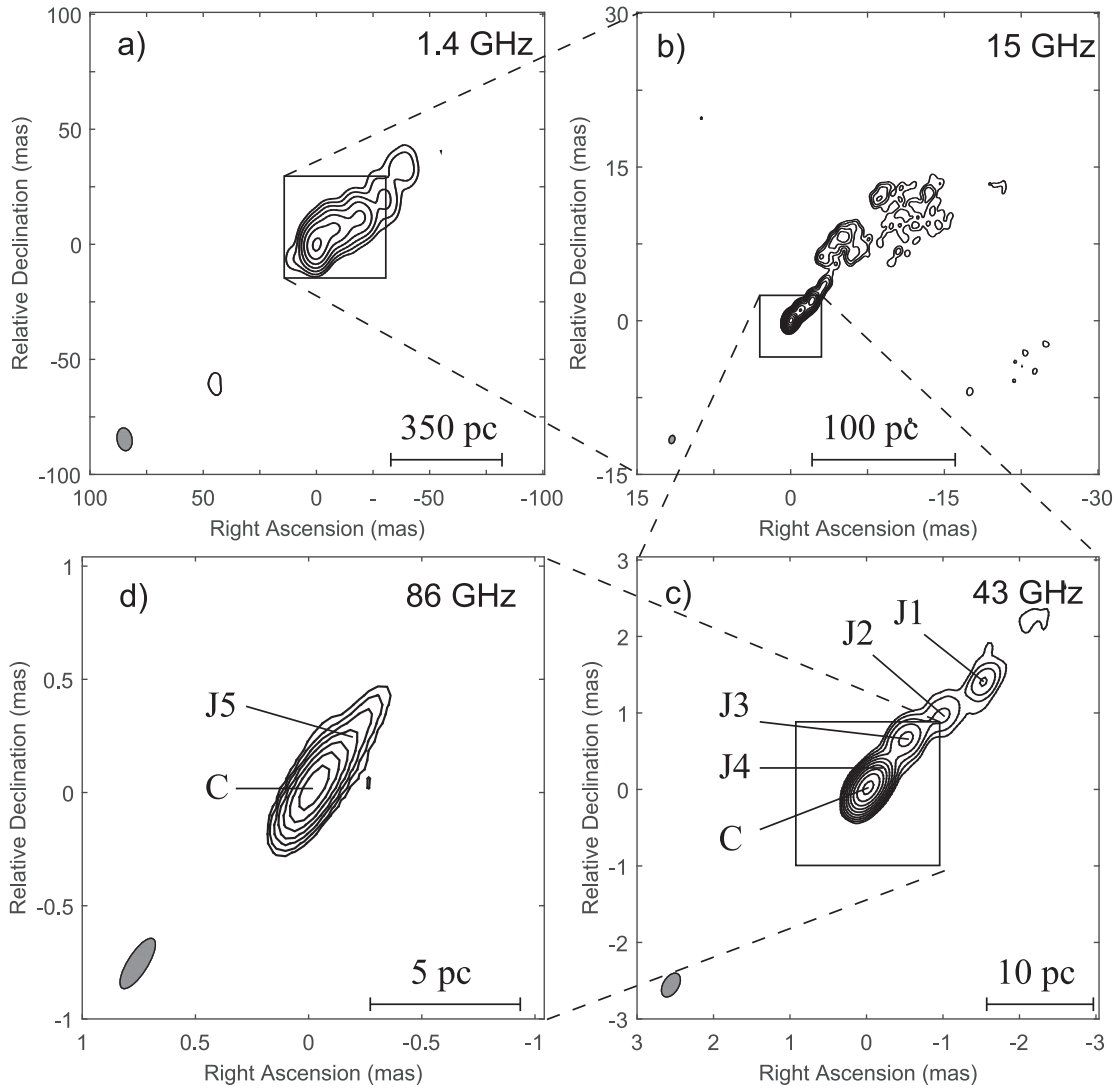 a)
1.4 GHz
100
50
0
-50
-100
Relative Declination (mas)
350 pc
100
50
0
-
-50
-100
Right Ascension (mas)
b)
15 GHz
30
15
0
-15
Relative Declination (mas)
100 pc
15
0
-15
-30
Right Ascension (mas)
d)
86 GHz
1
0.5
0
-0.5
-1
Relative Declination (mas)
J5
C
5 pc
1
0.5
0
-0.5
-1
Right Ascension (mas)
c)
43 GHz
3
2
1
0
-1
-2
-3
Relative Declination (mas)
J1
J2
J3
J4
C
10 pc
3
2
1
0
-1
-2
-3
Right Ascension (mas)